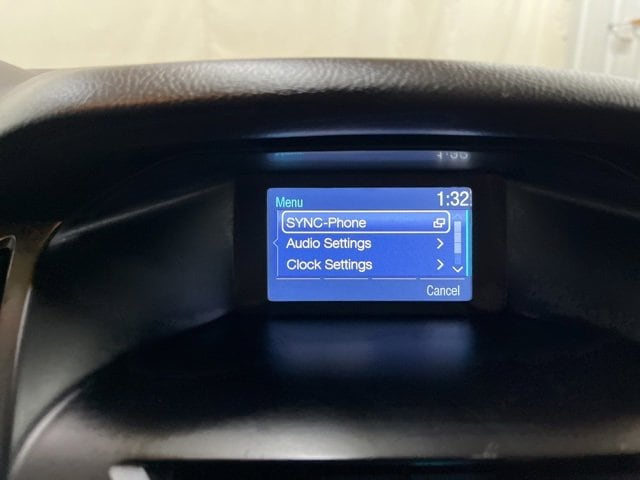 Menu 1:32
SYNC-Phone
Audio Settings
Clock Settings
Cancel